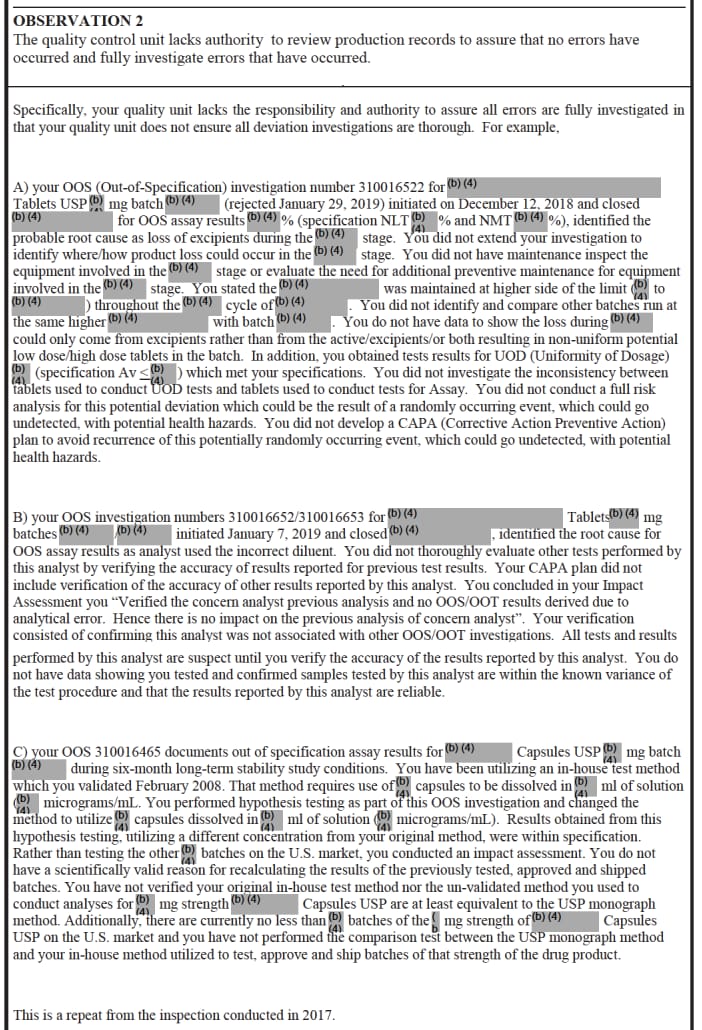 OBSERVATION 2
The quality control unit lacks authority to review production records to assure that no errors have
occurred and fully investigate errors that have occurred.
Specifically, your quality unit lacks the responsibility and authority to assure all errors are fully investigated in
that your quality unit does not ensure all deviation investigations are thorough. For example,
A) your OOS (Out-of-Specification) investigation number 310016522 for (b) (4)
Tablets USP (b) (4) mg batch (b) (4) (rejected January 29, 2019) initiated on December 12, 2018 and closed
(b) (4) for OOS assay results (b) (4) % (specification NLT (b) (4) % and NMT (b) (4) %), identified the
probable root cause as loss of excipients during the (b) (4) stage. You did not extend your investigation to
identify where/how product loss could occur in the (b) (4) stage. You did not have maintenance inspect the
equipment involved in the (b) (4) stage or evaluate the need for additional preventive maintenance for equipment
involved in the (b) (4) stage. You stated the (b) (4) was maintained at higher side of the limit ( (b) (4) to
(b) (4) ) throughout the (b) (4) cycle of (b) (4) . You did not identify and compare other batches run at
the same higher (b) (4) with batch (b) (4) . You do not have data to show the loss during (b) (4)
could only come from excipients rather than from the active/excipients/or both resulting in non-uniform potential
low dose/high dose tablets in the batch. In addition, you obtained tests results for UOD (Uniformity of Dosage)
(b) (4) (specification Av ≤ (b) (4) ) which met your specifications. You did not investigate the inconsistency between
tablets used to conduct UOD tests and tablets used to conduct tests for Assay. You did not conduct a full risk
analysis for this potential deviation which could be the result of a randomly occurring event, which could go
undetected, with potential health hazards. You did not develop a CAPA (Corrective Action Preventive Action)
plan to avoid recurrence of this potentially randomly occurring event, which could go undetected, with potential
health hazards.
B) your OOS investigation numbers 310016652/310016653 for (b) (4) Tablets (b) (4) mg
batches (b) (4) / (b) (4) initiated January 7, 2019 and closed (b) (4) , identified the root cause for
OOS assay results as analyst used the incorrect diluent. You did not thoroughly evaluate other tests performed by
this analyst by verifying the accuracy of results reported for previous test results. Your CAPA plan did not
include verification of the accuracy of other results reported by this analyst. You concluded in your Impact
Assessment you “Verified the concern analyst previous analysis and no OOS/OOT results derived due to
analytical error. Hence there is no impact on the previous analysis of concern analyst”. Your verification
consisted of confirming this analyst was not associated with other OOS/OOT investigations. All tests and results
performed by this analyst are suspect until you verify the accuracy of the results reported by this analyst. You do
not have data showing you tested and confirmed samples tested by this analyst are within the known variance of
the test procedure and that the results reported by this analyst are reliable.
C) your OOS 310016465 documents out of specification assay results for (b) (4) Capsules USP (b) (4) mg batch
(b) (4) during six-month long-term stability study conditions. You have been utilizing an in-house test method
which you validated February 2008. That method requires use of (b) (4) capsules to be dissolved in (b) (4) ml of solution
( (b) (4) micrograms/mL. You performed hypothesis testing as part of this OOS investigation and changed the
method to utilize (b) (4) capsules dissolved in (b) (4) ml of solution ( (b) (4) micrograms/mL). Results obtained from this
hypothesis testing, utilizing a different concentration from your original method, were within specification.
Rather than testing the other (b) (4) batches on the U.S. market, you conducted an impact assessment. You do not
have a scientifically valid reason for recalculating the results of the previously tested, approved and shipped
batches. You have not verified your original in-house test method nor the un-validated method you used to
conduct analyses for (b) (4) mg strength (b) (4) Capsules USP are at least equivalent to the USP monograph
method. Additionally, there are currently no less than (b) (4) batches of the (b mg strength of (b) (4) Capsules
USP on the U.S. market and you have not performed the comparison test between the USP monograph method
and your in-house method utilized to test, approve and ship batches of that strength of the drug product.
This is a repeat from the inspection conducted in 2017.